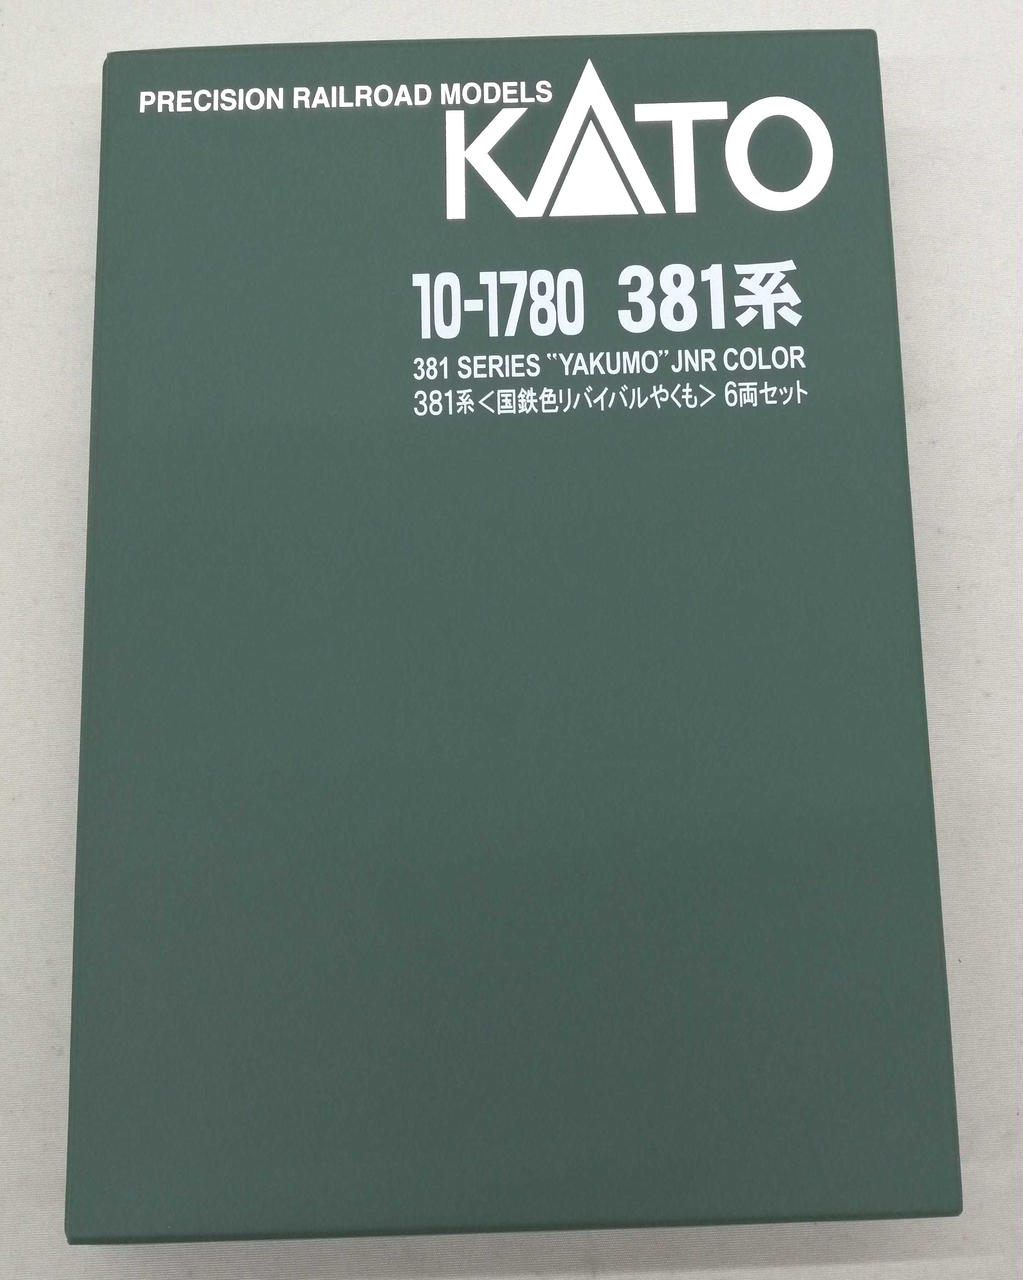 PRECISION RAILROAD MODELS
KATO
10-1780 381系
381 SERIES “YAKUMO” JNR COLOR
381系＜国鉄色リバイバルやくも＞ 6両セット